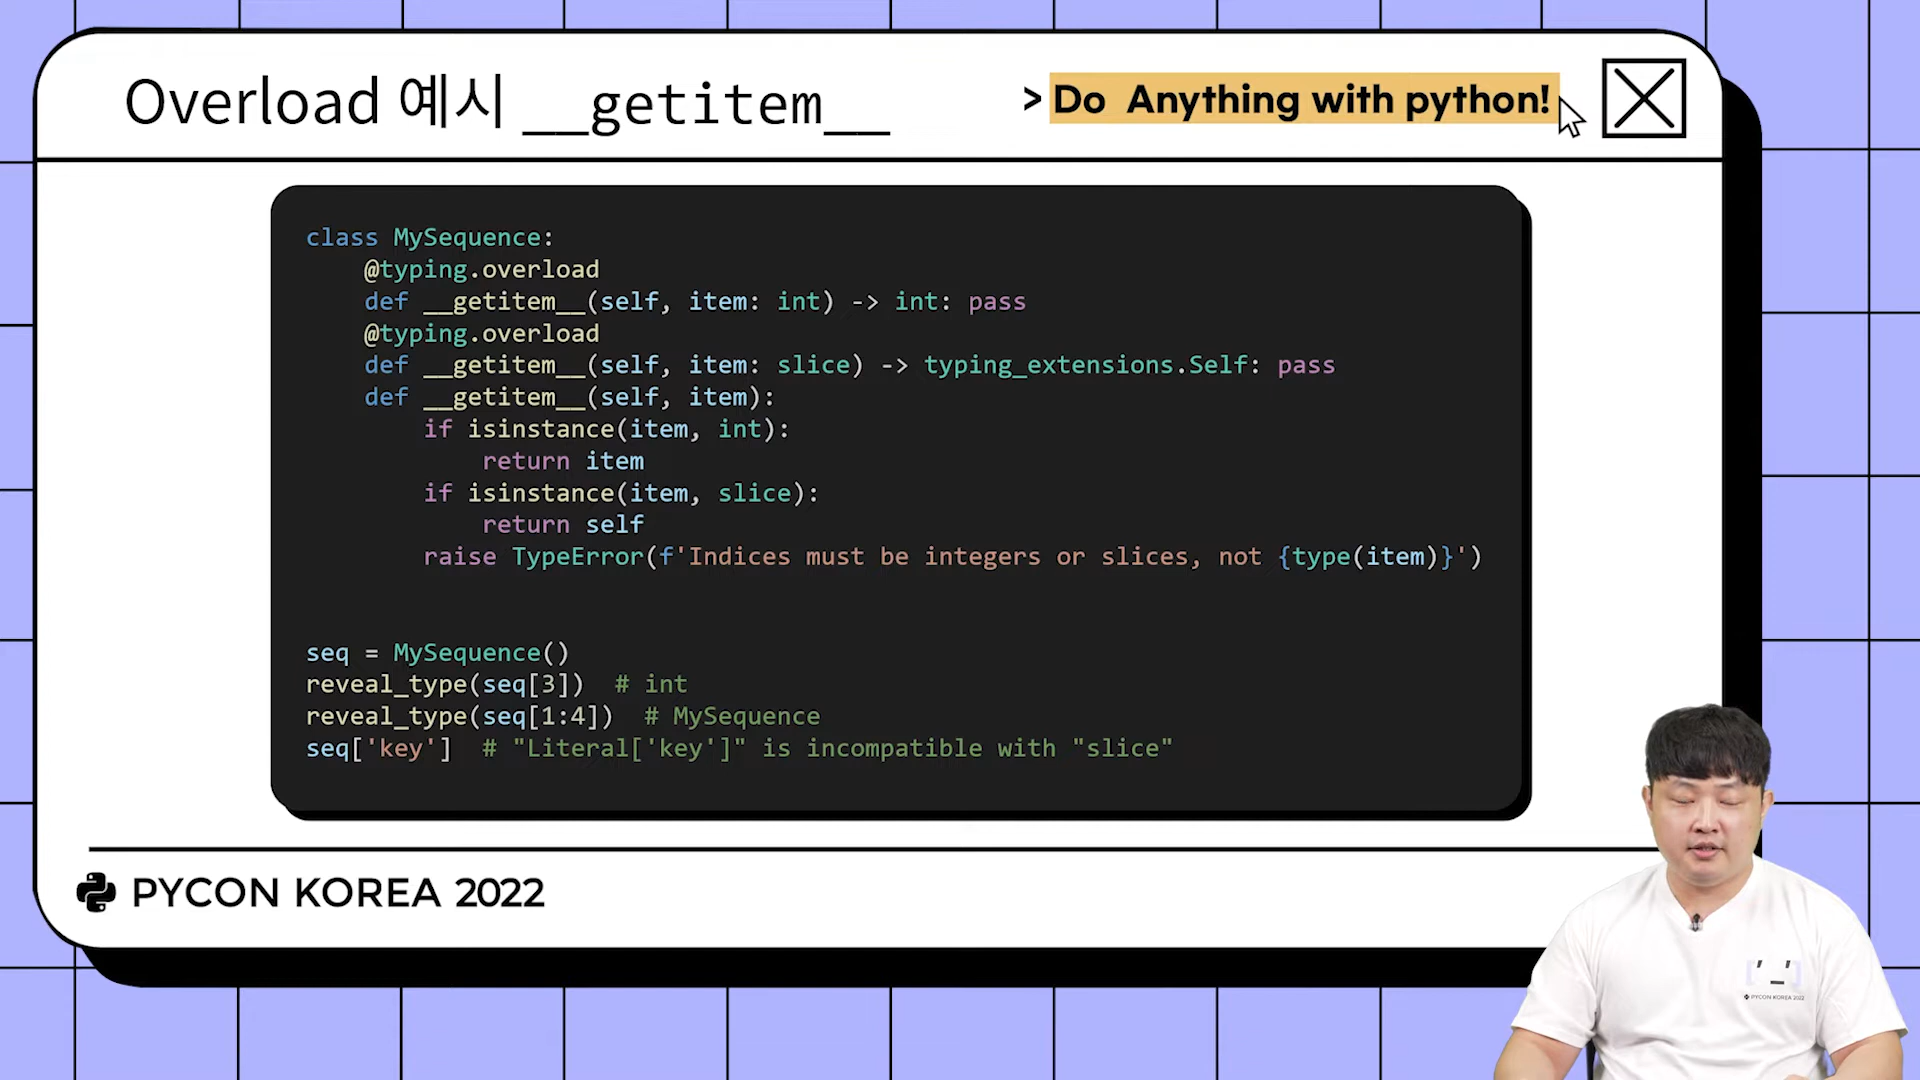 Overload 예시 __getitem__
> Do Anything with python!
class MySequence:
    @typing.overload
    def __getitem__(self, item: int) -> int: pass
    @typing.overload
    def __getitem__(self, item: slice) -> typing_extensions.Self: pass
    def __getitem__(self, item):
        if isinstance(item, int):
            return item
        if isinstance(item, slice):
            return self
        raise TypeError(f'Indices must be integers or slices, not {type(item)}')
seq = MySequence()
reveal_type(seq[3])  # int
reveal_type(seq[1:4])  # MySequence
seq['key']  # "Literal['key']" is incompatible with "slice"
PYCON KOREA 2022
['_']
PYCON KOREA 2022